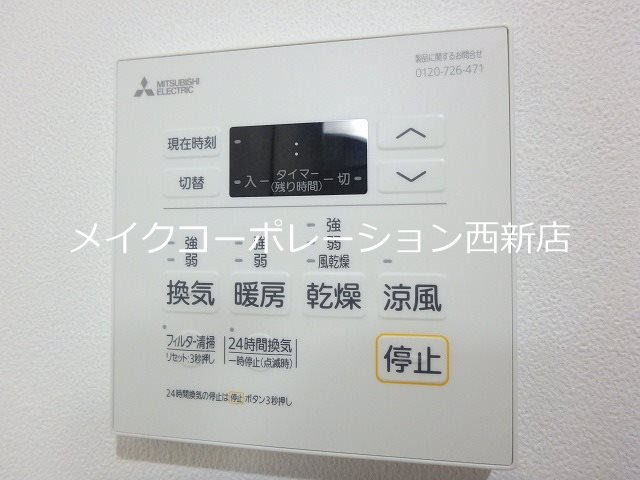 MITSUBISHI
ELECTRIC
製品に関するお問合せ
0120-726-471
現在時刻
:
切替
タイマー
入 (残り時間) 切
強
強 強 弱
弱 弱 風乾燥
メイクコーポレーション西新店
換気 暖房 乾燥 涼風
フィルター清掃 24時間換気
リセット:3秒押し 一時停止(点滅時)
停止
24時間換気の停止は 停止 ボタン3秒押し